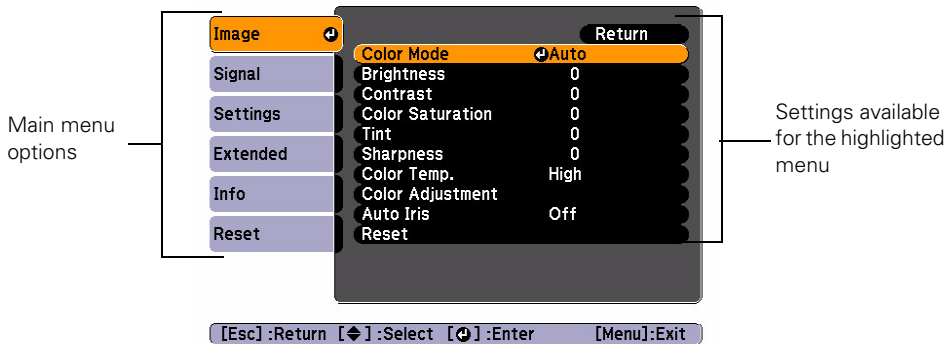 Main menu
options
Image
Signal
Settings
Extended
Info
Reset
Return
Color Mode Auto
Brightness 0
Contrast 0
Color Saturation 0
Tint 0
Sharpness 0
Color Temp. High
Color Adjustment
Auto Iris Off
Reset
Settings available
for the highlighted
menu
[Esc] :Return [◆] :Select [⏎] :Enter [Menu]:Exit